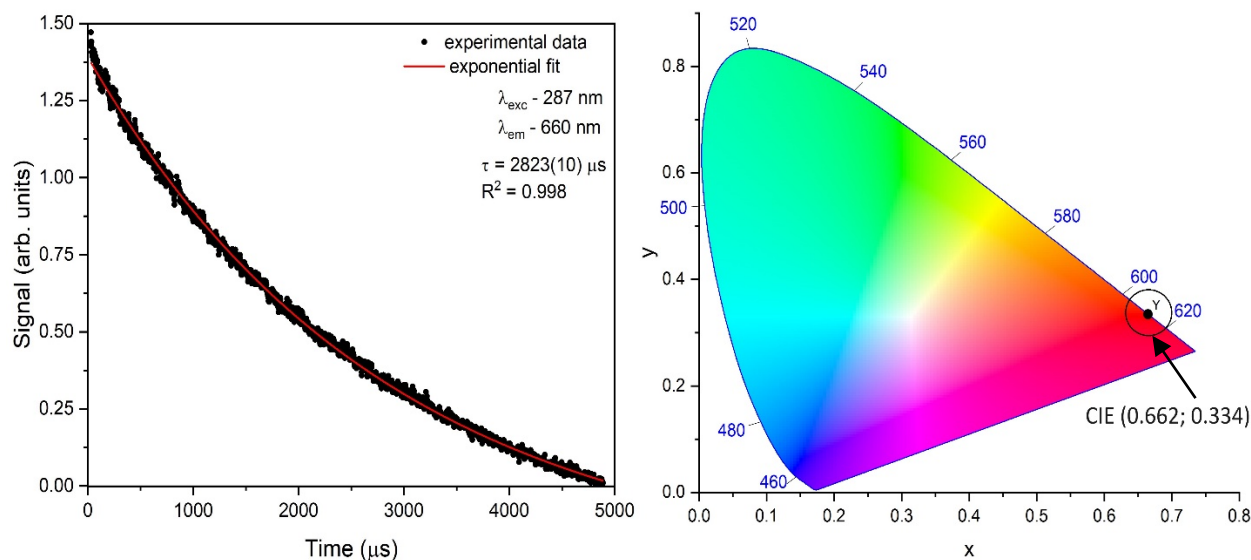 1.50
1.25
1.00
0.75
0.50
0.25
0.00
Signal (arb. units)
experimental data
exponential fit
λexc - 287 nm
λem - 660 nm
τ = 2823(10) μs
R² = 0.998
0 1000 2000 3000 4000 5000
Time (μs)
y
0.8
0.6
0.4
0.2
0.0
520
540
560
580
600
620
500
480
460
Y
CIE (0.662; 0.334)
0.0 0.1 0.2 0.3 0.4 0.5 0.6 0.7 0.8
x